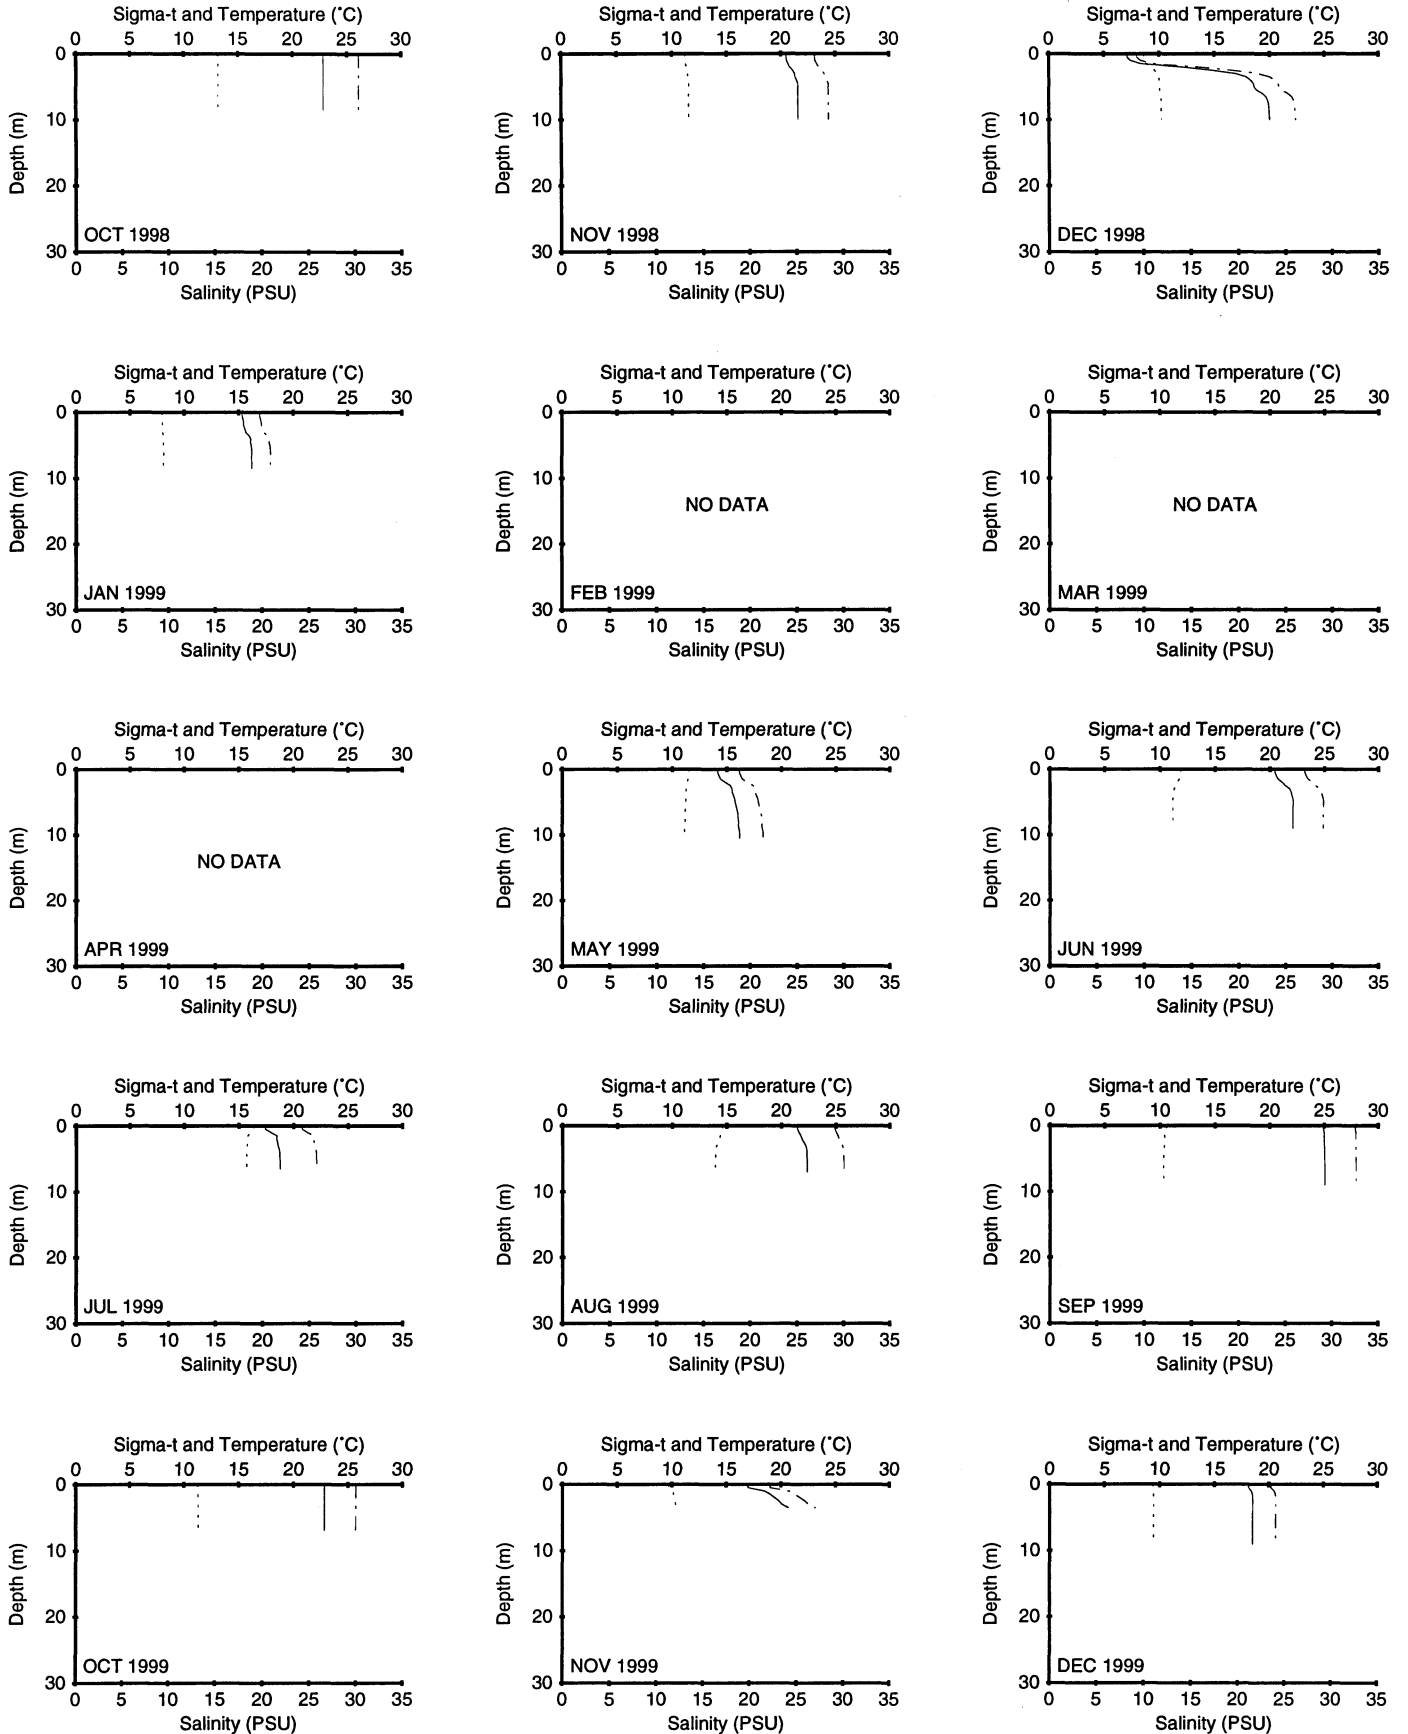 Sigma-t and Temperature (˚C)
0 5 10 15 20 25 30
0
10
20
30
Depth (m)
OCT 1998
0 5 10 15 20 25 30 35
Salinity (PSU)
Sigma-t and Temperature (˚C)
0 5 10 15 20 25 30
0
10
20
30
Depth (m)
NOV 1998
0 5 10 15 20 25 30 35
Salinity (PSU)
Sigma-t and Temperature (˚C)
0 5 10 15 20 25 30
0
10
20
30
Depth (m)
DEC 1998
0 5 10 15 20 25 30 35
Salinity (PSU)
Sigma-t and Temperature (˚C)
0 5 10 15 20 25 30
0
10
20
30
Depth (m)
JAN 1999
0 5 10 15 20 25 30 35
Salinity (PSU)
Sigma-t and Temperature (˚C)
0 5 10 15 20 25 30
0
10
20
30
Depth (m)
NO DATA
FEB 1999
0 5 10 15 20 25 30 35
Salinity (PSU)
Sigma-t and Temperature (˚C)
0 5 10 15 20 25 30
0
10
20
30
Depth (m)
NO DATA
MAR 1999
0 5 10 15 20 25 30 35
Salinity (PSU)
Sigma-t and Temperature (˚C)
0 5 10 15 20 25 30
0
10
20
30
Depth (m)
NO DATA
APR 1999
0 5 10 15 20 25 30 35
Salinity (PSU)
Sigma-t and Temperature (˚C)
0 5 10 15 20 25 30
0
10
20
30
Depth (m)
MAY 1999
0 5 10 15 20 25 30 35
Salinity (PSU)
Sigma-t and Temperature (˚C)
0 5 10 15 20 25 30
0
10
20
30
Depth (m)
JUN 1999
0 5 10 15 20 25 30 35
Salinity (PSU)
Sigma-t and Temperature (˚C)
0 5 10 15 20 25 30
0
10
20
30
Depth (m)
JUL 1999
0 5 10 15 20 25 30 35
Salinity (PSU)
Sigma-t and Temperature (˚C)
0 5 10 15 20 25 30
0
10
20
30
Depth (m)
AUG 1999
0 5 10 15 20 25 30 35
Salinity (PSU)
Sigma-t and Temperature (˚C)
0 5 10 15 20 25 30
0
10
20
30
Depth (m)
SEP 1999
0 5 10 15 20 25 30 35
Salinity (PSU)
Sigma-t and Temperature (˚C)
0 5 10 15 20 25 30
0
10
20
30
Depth (m)
OCT 1999
0 5 10 15 20 25 30 35
Salinity (PSU)
Sigma-t and Temperature (˚C)
0 5 10 15 20 25 30
0
10
20
30
Depth (m)
NOV 1999
0 5 10 15 20 25 30 35
Salinity (PSU)
Sigma-t and Temperature (˚C)
0 5 10 15 20 25 30
0
10
20
30
Depth (m)
DEC 1999
0 5 10 15 20 25 30 35
Salinity (PSU)